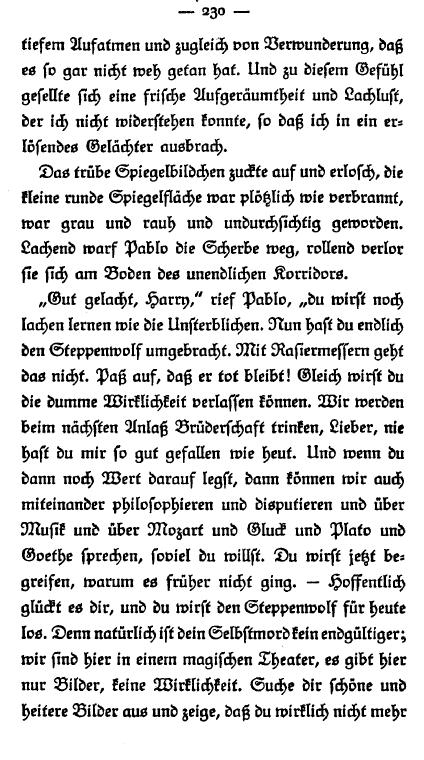 — 230 —
tiefem Aufatmen und zugleich von Verwunderung, daß
es so gar nicht weh getan hat. Und zu diesem Gefühl
gesellte sich eine frische Aufgeräumtheit und Lachlust,
der ich nicht widerstehen konnte, so daß ich in ein er⸗
lösendes Gelächter ausbrach.
Das trübe Spiegelbildchen zuckte auf und erlosch, die
kleine runde Spiegelfläche war plötzlich wie verbrannt,
war grau und rauh und undurchsichtig geworden.
Lachend warf Pablo die Scherbe weg, rollend verlor
sie sich am Boden des unendlichen Korridors.
„Gut gelacht, Harry,“ rief Pablo, „du wirst noch
lachen lernen wie die Unsterblichen. Nun hast du endlich
den Steppenwolf umgebracht. Mit Rasiermessern geht
das nicht. Paß auf, daß er tot bleibt! Gleich wirst du
die dumme Wirklichkeit verlassen können. Wir werden
beim nächsten Anlaß Brüderschaft trinken, Lieber, nie
hast du mir so gut gefallen wie heut. Und wenn du
dann noch Wert darauf legst, dann können wir auch
miteinander philosophieren und disputieren und über
Musik und über Mozart und Gluck und Plato und
Goethe sprechen, soviel du willst. Du wirst jetzt be⸗
greifen, warum es früher nicht ging. — Hoffentlich
glückt es dir, und du wirst den Steppenwolf für heute
los. Denn natürlich ist dein Selbstmord kein endgültiger;
wir sind hier in einem magischen Theater, es gibt hier
nur Bilder, keine Wirklichkeit. Suche dir schöne und
heitere Bilder aus und zeige, daß du wirklich nicht mehr